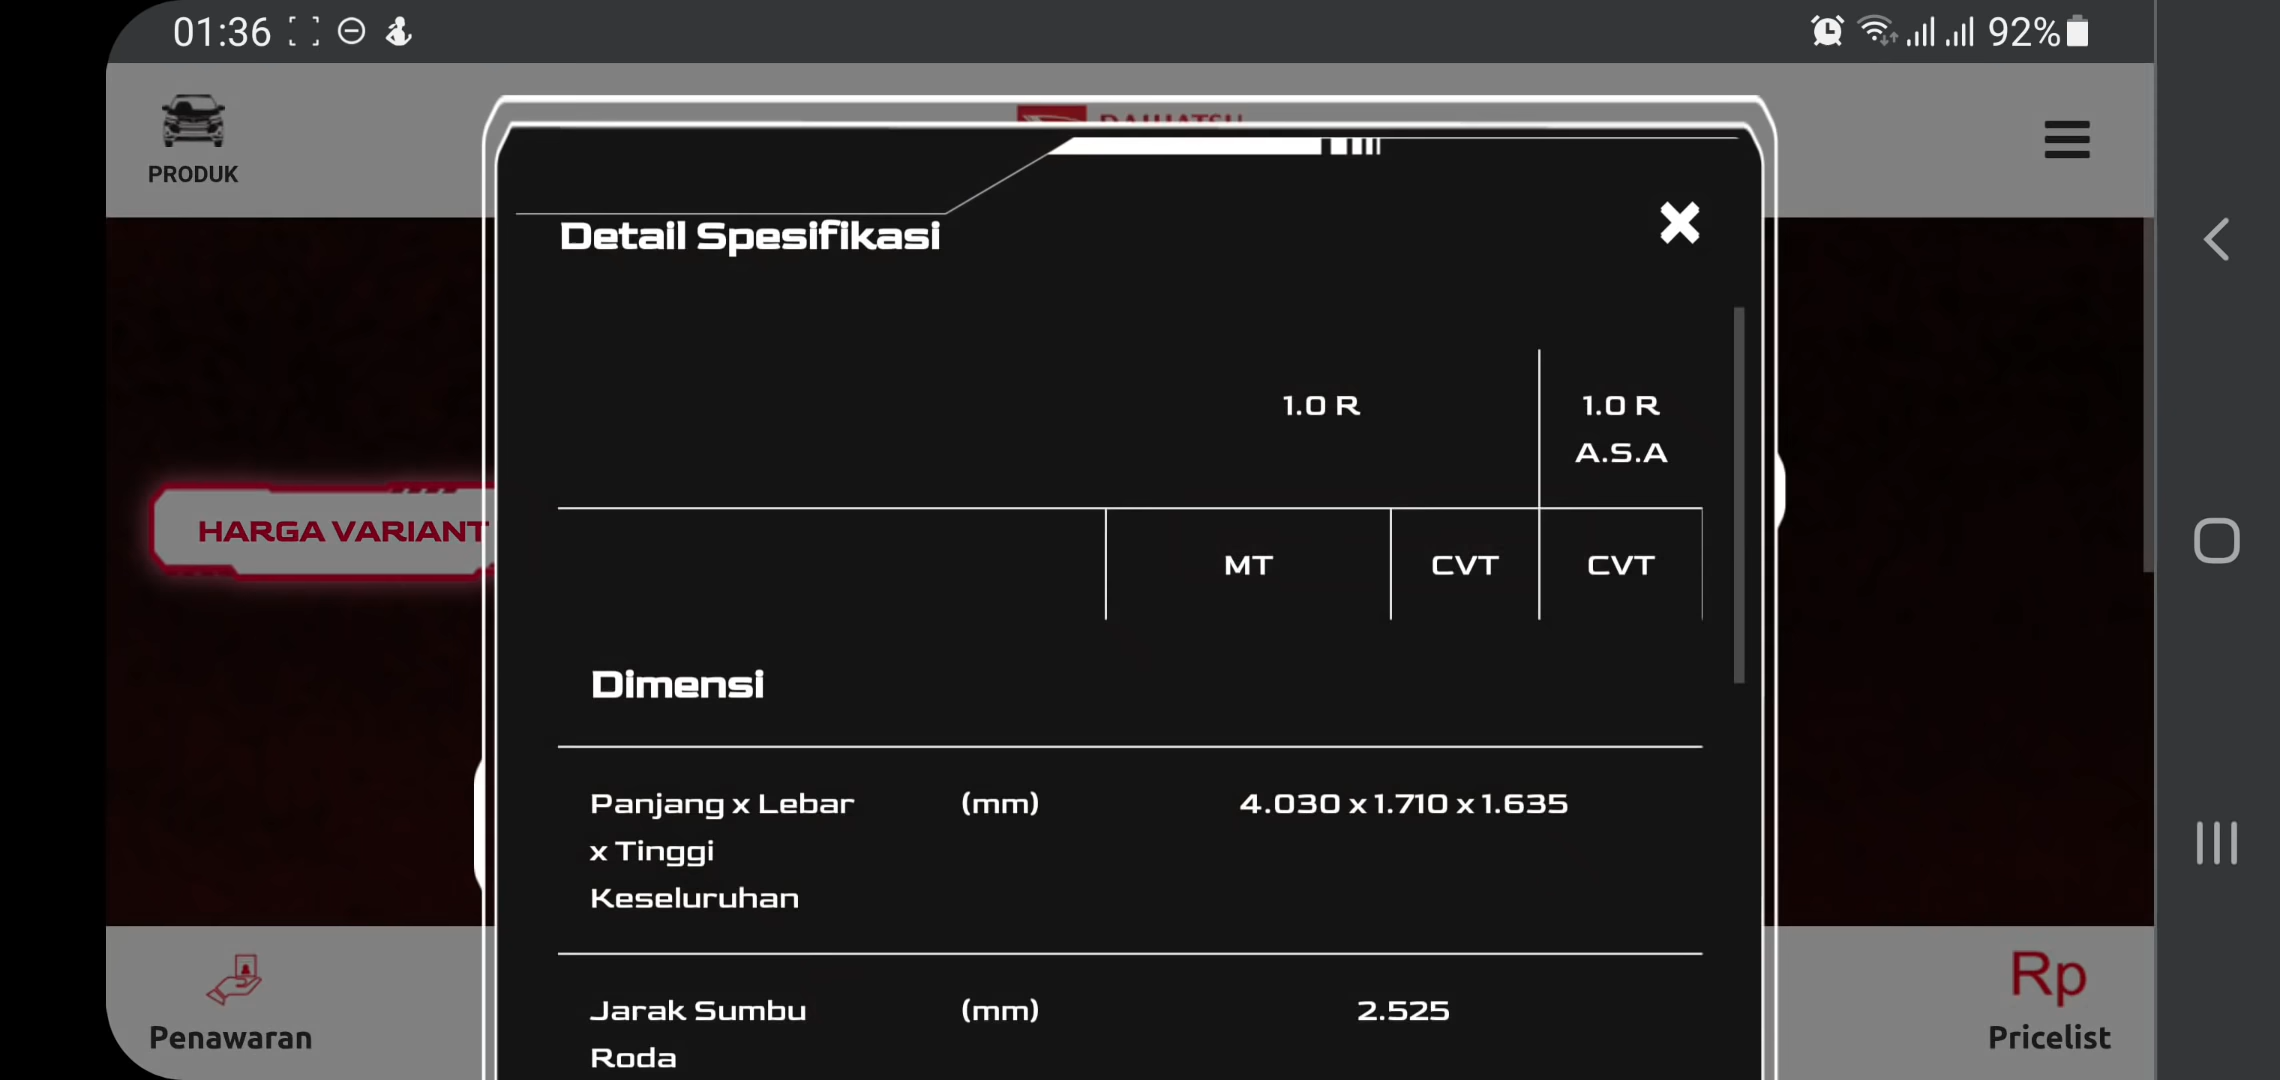 01:36
92%
PRODUK
DAIHATSU
Detail Spesifikasi
1.0 R
1.0 R
A.S.A
HARGA VARIANT
MT
CVT
CVT
Dimensi
Panjang x Lebar
x Tinggi
Keseluruhan
(mm)
4.030 x 1.710 x 1.635
Jarak Sumbu
Roda
(mm)
2.525
Penawaran
Rp
Pricelist